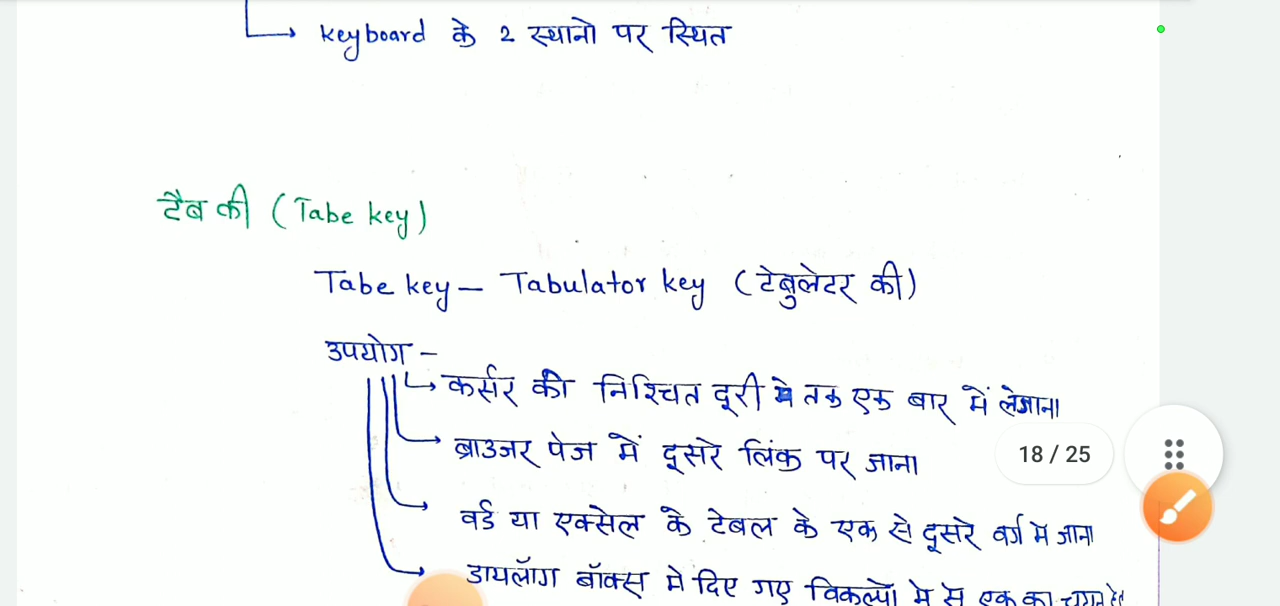 keyboard के 2 स्थानो पर स्थित
टैब की (Tabe key)
Tabe key – Tabulator key (टेबुलेटर की)
उपयोग –
कर्सर की निश्चित दूरी तक एक बार में लेजाना
ब्राउजर पेज में दूसरे लिंक पर जाना
18 / 25
वर्ड या एक्सेल के टेबल के एक से दूसरे वर्ग मे जाना
डायलॉग बॉक्स मे दिए गए विकल्पों मे से एक का चयन हेतु